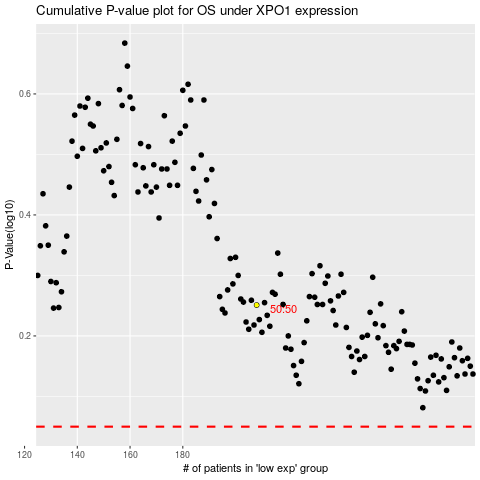 Cumulative P-value plot for OS under XPO1 expression
P-Value(log10)
0.6
0.4
0.2
50:50
120 140 160 180
# of patients in 'low exp' group